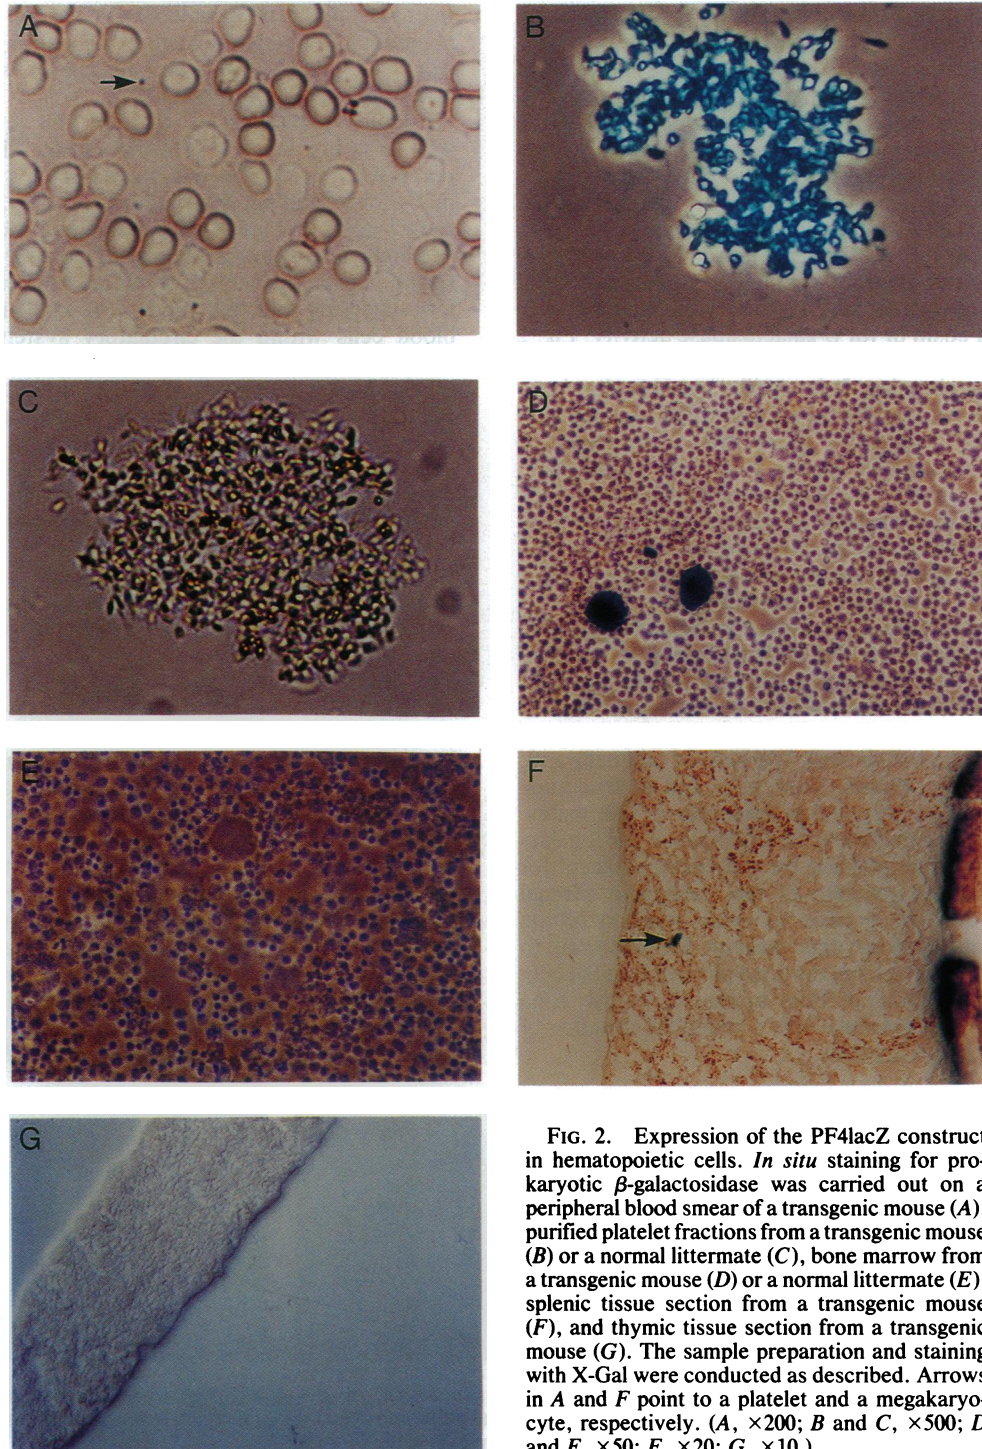 A
B
C
D
E
F
G
FIG. 2. Expression of the PF4lacZ construct
in hematopoietic cells. In situ staining for pro-
karyotic β-galactosidase was carried out on a
peripheral blood smear of a transgenic mouse (A)
purified platelet fractions from a transgenic mouse
(B) or a normal littermate (C), bone marrow from
a transgenic mouse (D) or a normal littermate (E)
splenic tissue section from a transgenic mouse
(F), and thymic tissue section from a transgenic
mouse (G). The sample preparation and staining
with X-Gal were conducted as described. Arrows
in A and F point to a platelet and a megakaryo-
cyte, respectively. (A, ×200; B and C, ×500; D
and E, ×50; F, ×20; G, ×10.)